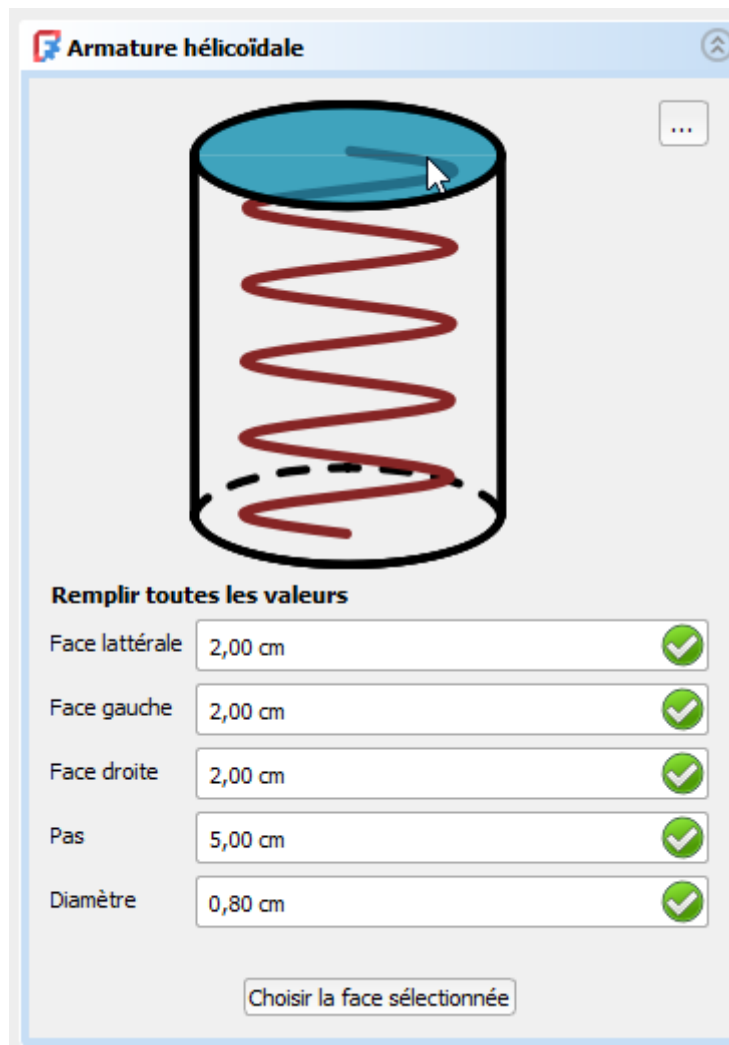 Armature hélicoïdale
...
Remplir toutes les valeurs
Face lattérale 2,00 cm
Face gauche 2,00 cm
Face droite 2,00 cm
Pas 5,00 cm
Diamètre 0,80 cm
Choisir la face sélectionnée